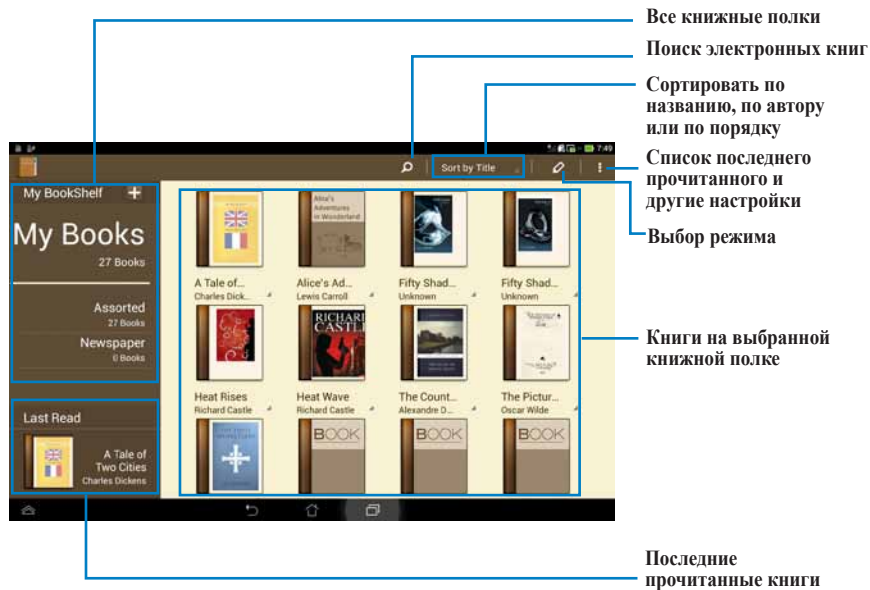 Все книжные полки
Поиск электронных книг
Сортировать по
названию, по автору
или по порядку
Список последнего
прочитанного и
другие настройки
Выбор режима
Книги на выбранной
книжной полке
Последние
прочитанные книги
7:49
Sort by Title
My BookShelf
My Books
27 Books
Assorted
27 Books
Newspaper
0 Books
Last Read
A Tale of
Two Cities
Charles Dickens
Alice's
Adventures
in Wonderland
A Tale of...
Charles Dick...
Alice's Ad...
Lewis Carroll
Fifty Shad...
Unknown
Fifty Shad...
Unknown
RICHARD
CASTLE
Heat Rises
Richard Castle
Heat Wave
Richard Castle
The Count...
Alexandre D...
The Pictur...
Oscar Wilde
BOOK
BOOK
BOOK